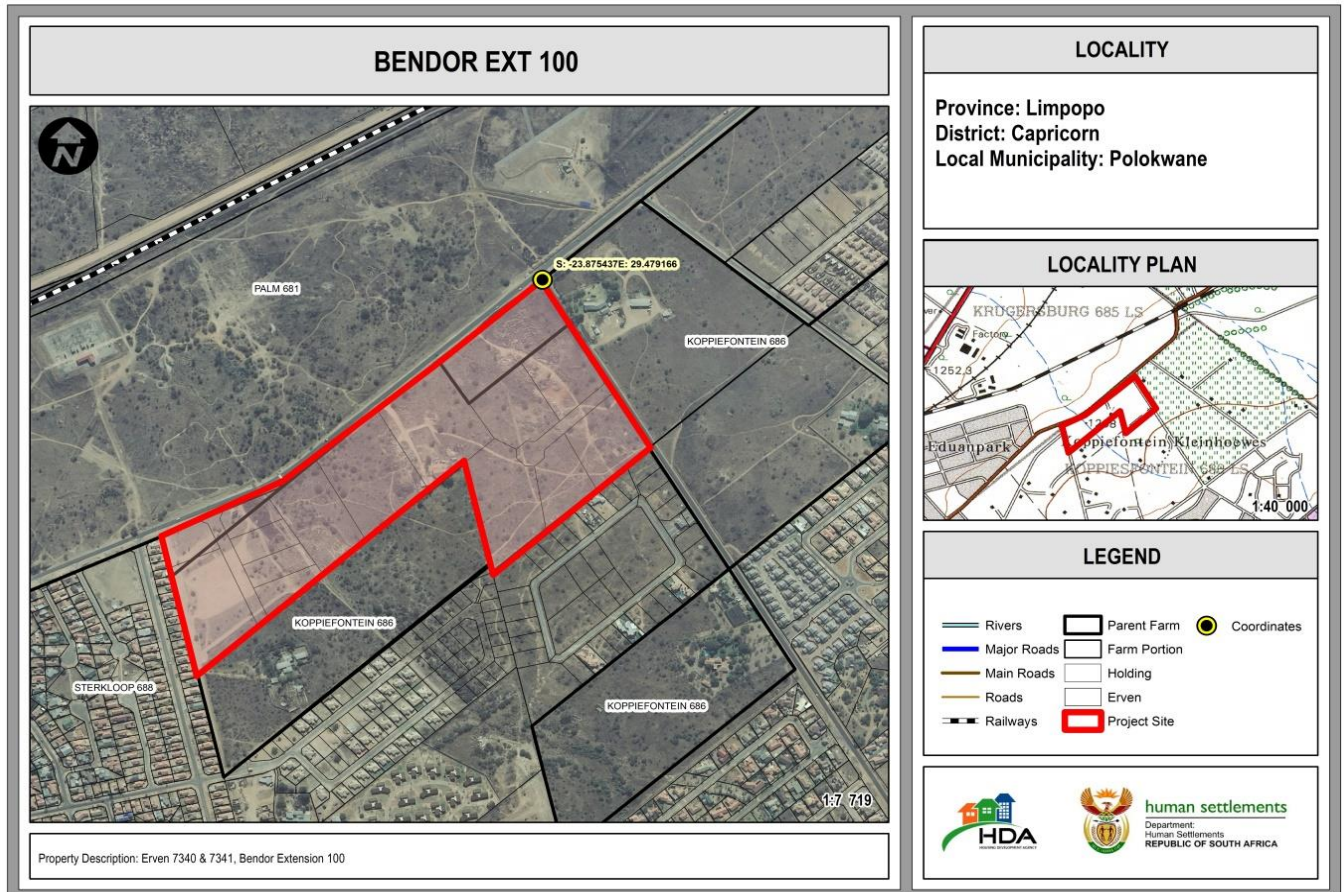 BENDOR EXT 100
N
S: -23.875437E: 29.479166
PALM 681
KOPPIEFONTEIN 686
KOPPIEFONTEIN 686
STERKLOOP 688
KOPPIEFONTEIN 686
1:7 719
Property Description: Erven 7340 & 7341, Bendor Extension 100
LOCALITY
Province: Limpopo
District: Capricorn
Local Municipality: Polokwane
LOCALITY PLAN
KRUGERSBURG 685 LS
Factory
1252.3
Eduanpark
Koppiefontein Kleinhoewes
1:40 000
LEGEND
Rivers
Major Roads
Main Roads
Roads
Railways
Parent Farm
Farm Portion
Holding
Erven
Project Site
Coordinates
HDA
HOUSING DEVELOPMENT AGENCY
human settlements
Department:
Human Settlements
REPUBLIC OF SOUTH AFRICA